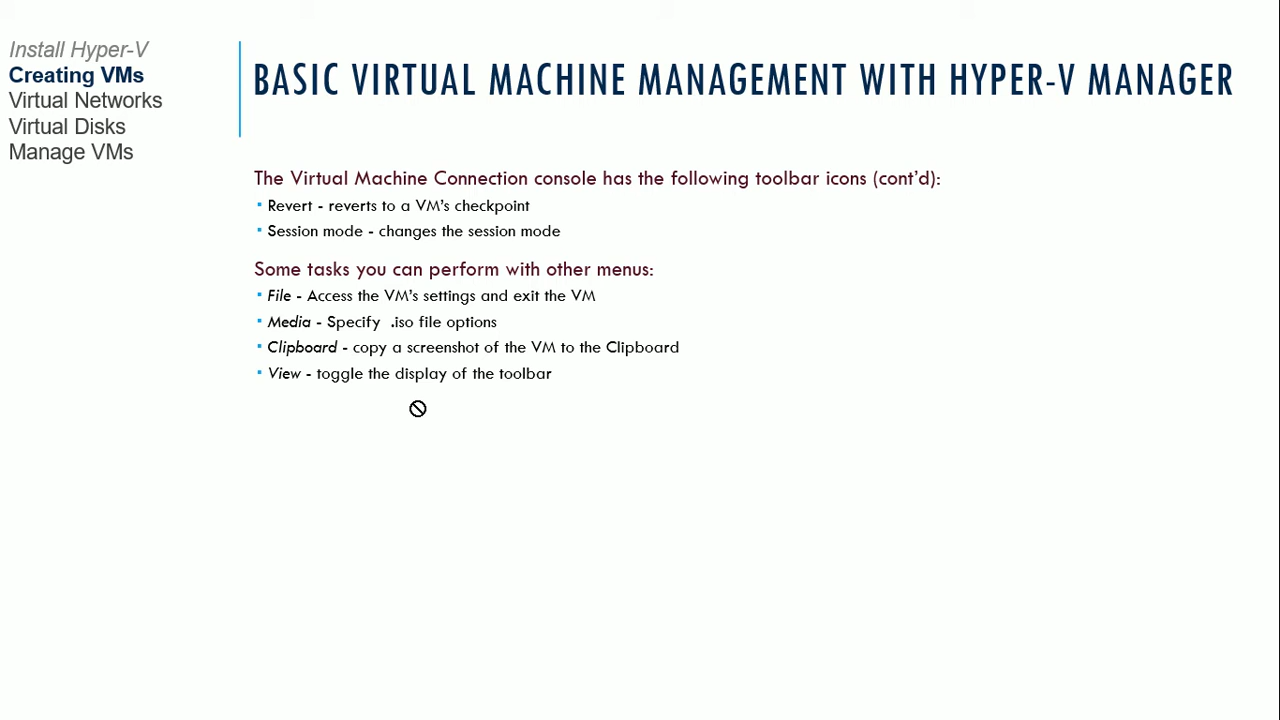 Install Hyper-V
Creating VMs
Virtual Networks
Virtual Disks
Manage VMs
BASIC VIRTUAL MACHINE MANAGEMENT WITH HYPER-V MANAGER
The Virtual Machine Connection console has the following toolbar icons (cont'd):
▪ Revert - reverts to a VM's checkpoint
▪ Session mode - changes the session mode
Some tasks you can perform with other menus:
▪ File - Access the VM's settings and exit the VM
▪ Media - Specify .iso file options
▪ Clipboard - copy a screenshot of the VM to the Clipboard
▪ View - toggle the display of the toolbar